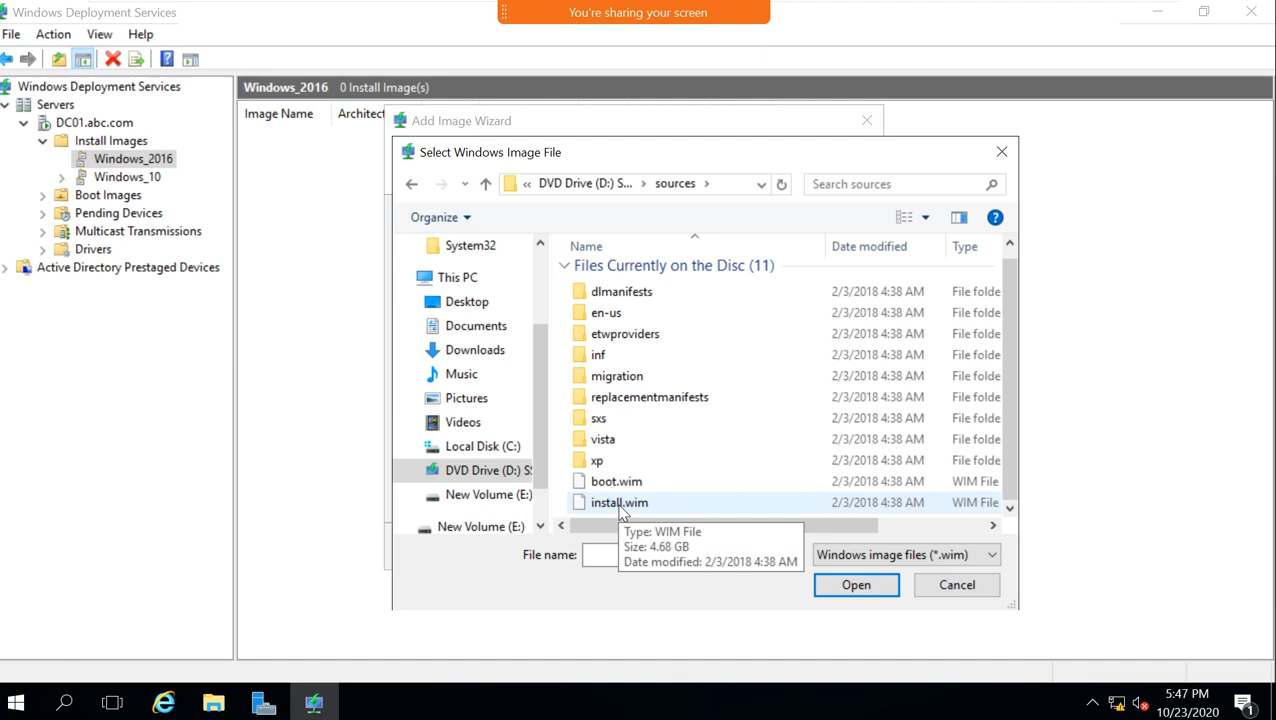 Windows Deployment Services
You're sharing your screen
File Action View Help
Windows Deployment Services
Servers
DC01.abc.com
Install Images
Windows_2016
Windows_10
Boot Images
Pending Devices
Multicast Transmissions
Drivers
Active Directory Prestaged Devices
Windows_2016 0 Install Image(s)
Image Name Architect
Add Image Wizard
Select Windows Image File
« DVD Drive (D:) S... › sources ›
Search sources
Organize
System32
This PC
Desktop
Documents
Downloads
Music
Pictures
Videos
Local Disk (C:)
DVD Drive (D:) S
New Volume (E:)
New Volume (E:)
Name Date modified Type
Files Currently on the Disc (11)
dlmanifests 2/3/2018 4:38 AM File folde
en-us 2/3/2018 4:38 AM File folde
etwproviders 2/3/2018 4:38 AM File folde
inf 2/3/2018 4:38 AM File folde
migration 2/3/2018 4:38 AM File folde
replacementmanifests 2/3/2018 4:38 AM File folde
sxs 2/3/2018 4:38 AM File folde
vista 2/3/2018 4:38 AM File folde
xp 2/3/2018 4:38 AM File folde
boot.wim 2/3/2018 4:38 AM WIM File
install.wim 2/3/2018 4:38 AM WIM File
Type: WIM File
Size: 4.68 GB
Date modified: 2/3/2018 4:38 AM
File name:
Windows image files (*.wim)
Open Cancel
5:47 PM
10/23/2020
1